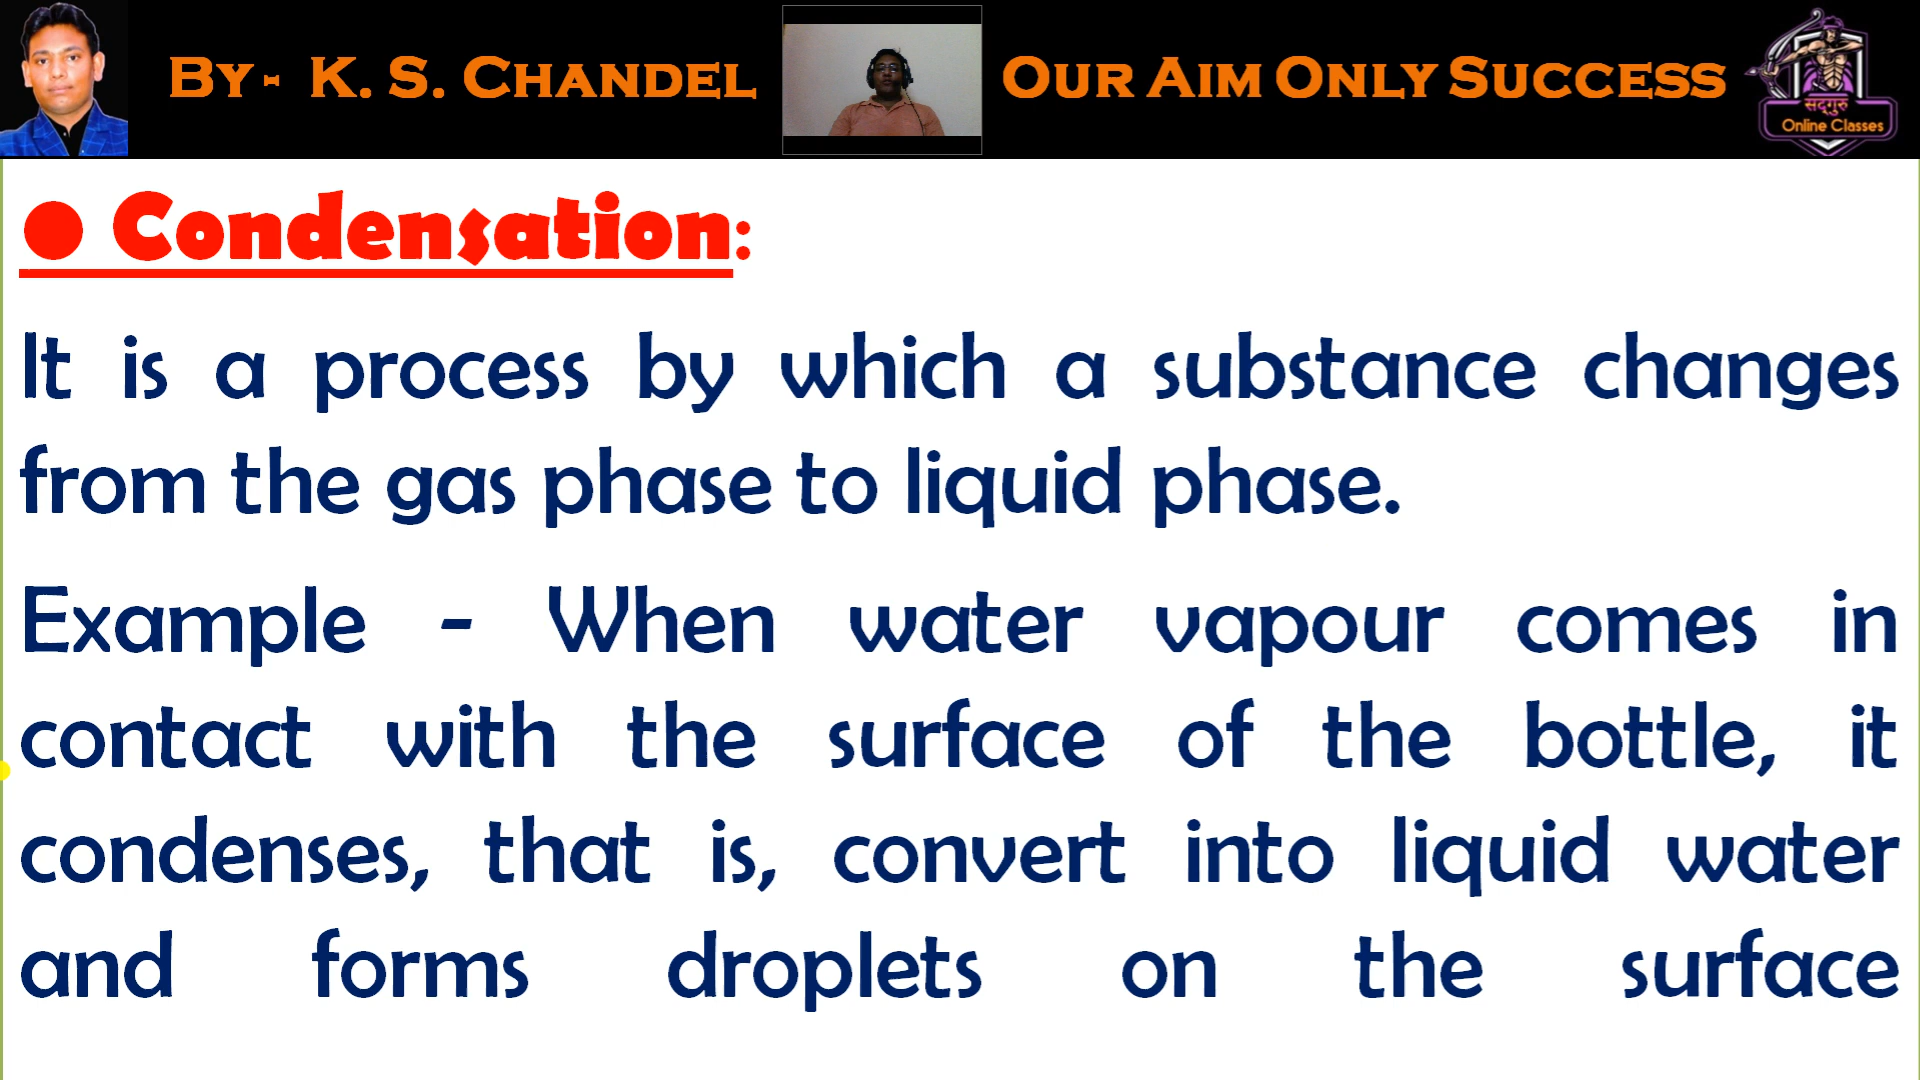 By - K. S. Chandel
Our Aim Only Success
सद्गुरु
Online Classes
● Condensation:
It is a process by which a substance changes
from the gas phase to liquid phase.
Example - When water vapour comes in
contact with the surface of the bottle, it
condenses, that is, convert into liquid water
and forms droplets on the surface